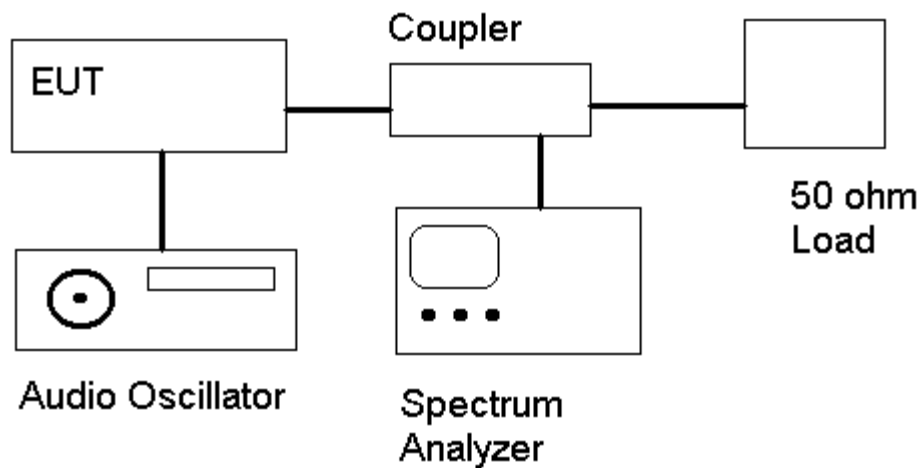 Coupler
EUT
50 ohm
Load
Audio Oscillator
Spectrum
Analyzer